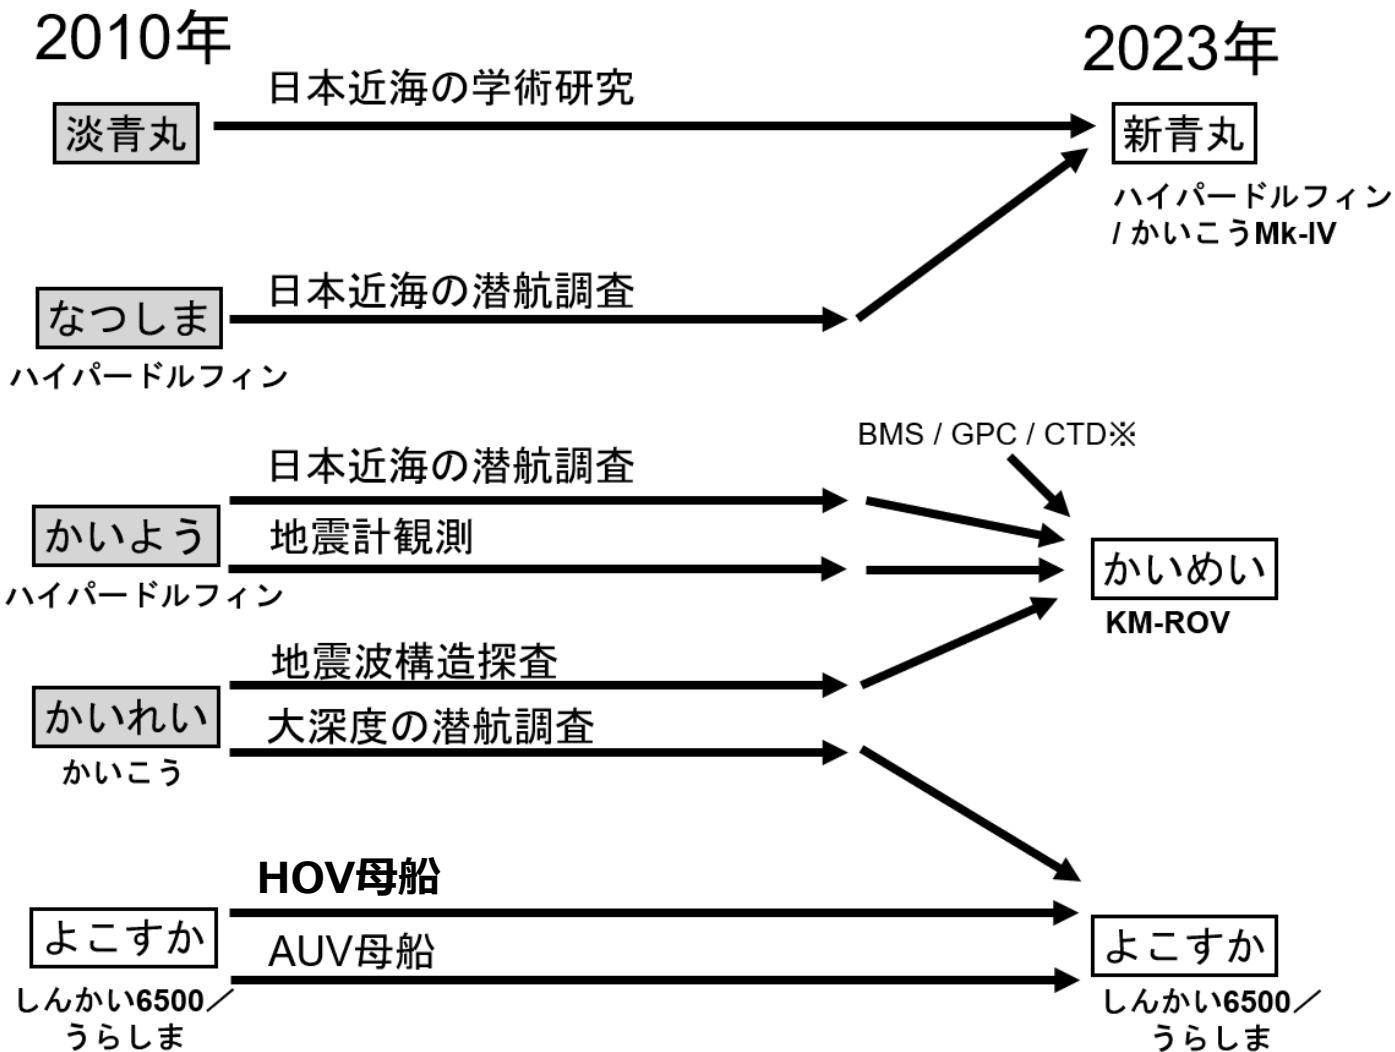 2010年
2023年
日本近海の学術研究
淡青丸
新青丸
ハイパードルフィン
/ かいこうMk-IV
日本近海の潜航調査
なつしま
ハイパードルフィン
BMS / GPC / CTD※
日本近海の潜航調査
かいよう
地震計観測
ハイパードルフィン
かいめい
KM-ROV
地震波構造探査
かいれい
大深度の潜航調査
かいこう
HOV母船
よこすか
AUV母船
しんかい6500／
うらしま
よこすか
しんかい6500／
うらしま